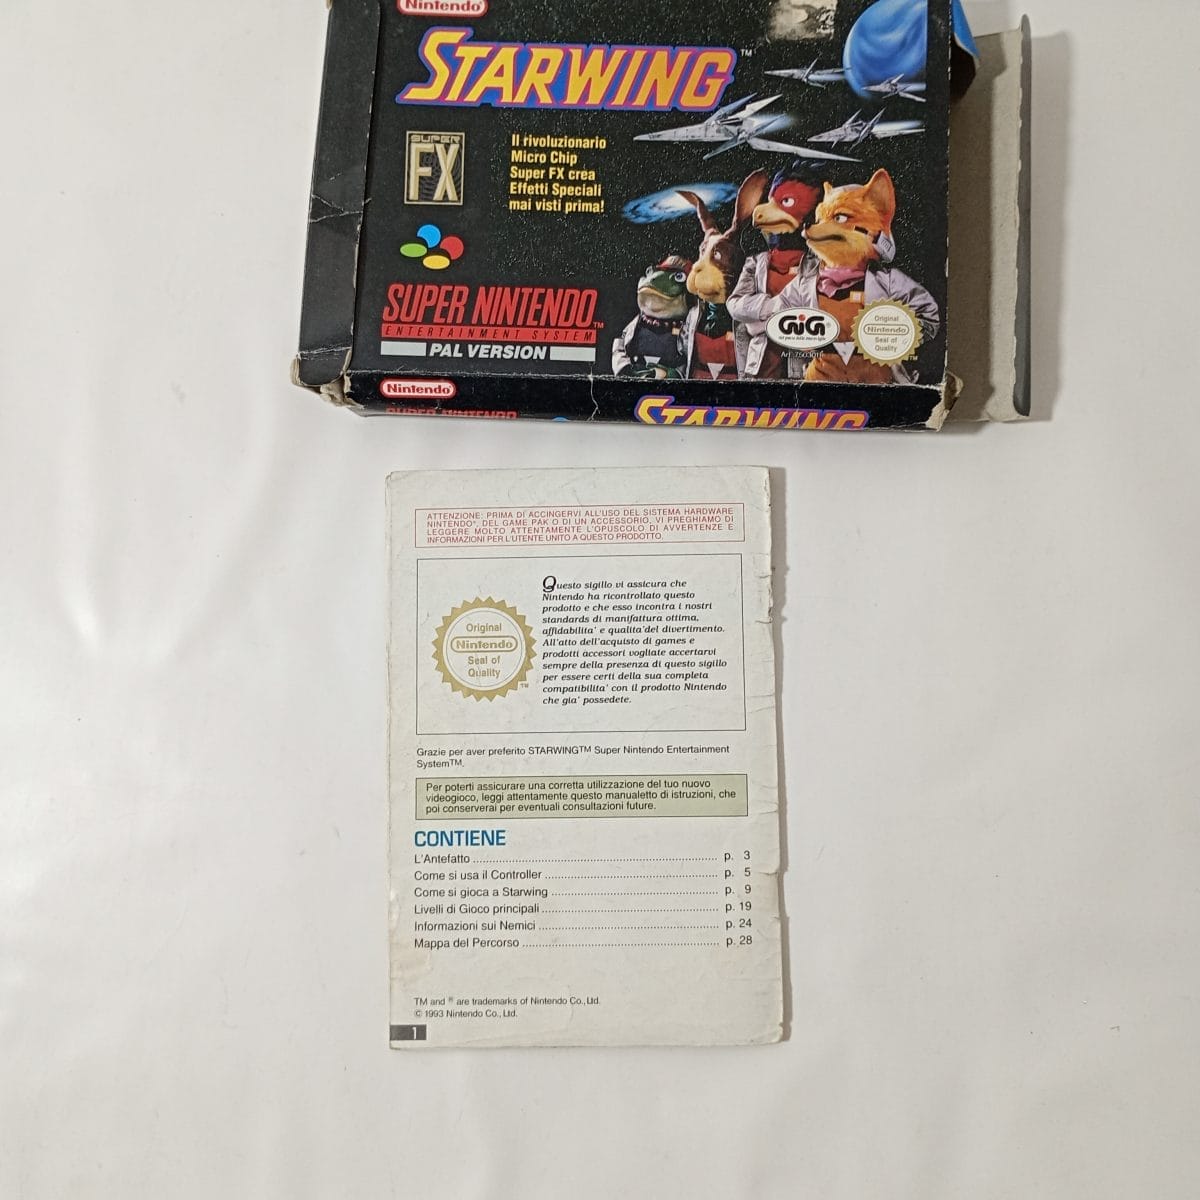 Nintendo
STARWING™
SUPER
FX
Il rivoluzionario
Micro Chip
Super FX crea
Effetti Speciali
mai visti prima!
SUPER NINTENDO™
ENTERTAINMENT SYSTEM
PAL VERSION
GiG®
Original
Nintendo
Seal of
Quality
TM
Nintendo
SUPER NINTENDO
STARWING
ATTENZIONE: PRIMA DI ACCINGERVI ALL'USO DEL SISTEMA HARDWARE
NINTENDO®, DEL GAME PAK O DI UN ACCESSORIO, VI PREGHIAMO DI
LEGGERE MOLTO ATTENTAMENTE L'OPUSCOLO DI AVVERTENZE E
INFORMAZIONI PER L'UTENTE UNITO A QUESTO PRODOTTO.
Original
Nintendo
Seal of
Quality
TM
Questo sigillo vi assicura che
Nintendo ha ricontrollato questo
prodotto e che esso incontra i nostri
standards di manifattura ottima,
affidabilita' e qualita'del divertimento.
All'atto dell'acquisto di games e
prodotti accessori vogliate accertarvi
sempre della presenza di questo sigillo
per essere certi della sua completa
compatibilita' con il prodotto Nintendo
che gia' possedete.
Grazie per aver preferito STARWING™ Super Nintendo Entertainment
System™.
Per poterti assicurare una corretta utilizzazione del tuo nuovo
videogioco, leggi attentamente questo manualetto di istruzioni, che
poi conserverai per eventuali consultazioni future.
CONTIENE
L'Antefatto ........ p. 3
Come si usa il Controller ........ p. 5
Come si gioca a Starwing ........ p. 9
Livelli di Gioco principali ........ p. 19
Informazioni sui Nemici ........ p. 24
Mappa del Percorso ........ p. 28
TM and ® are trademarks of Nintendo Co., Ltd.
© 1993 Nintendo Co., Ltd.
1